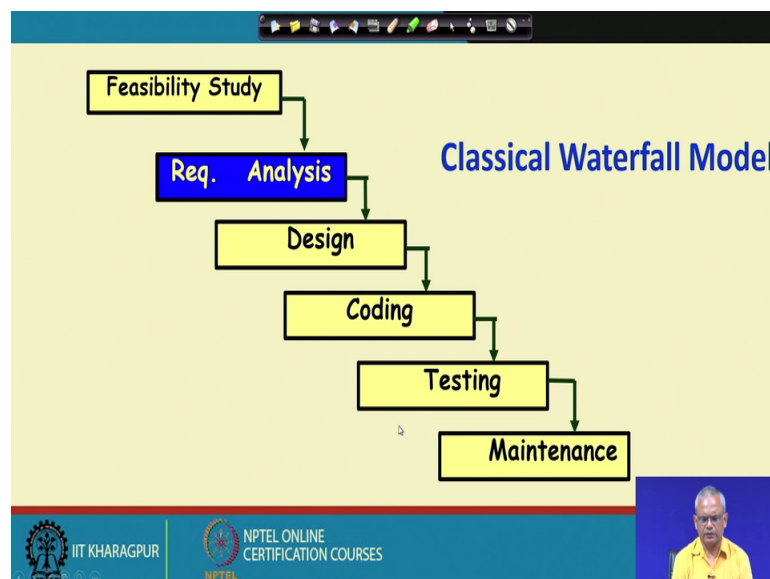 Feasibility Study
Classical Waterfall Model
Req. Analysis
Design
Coding
Testing
Maintenance
IIT KHARAGPUR
NPTEL ONLINE
CERTIFICATION COURSES
NPTEL